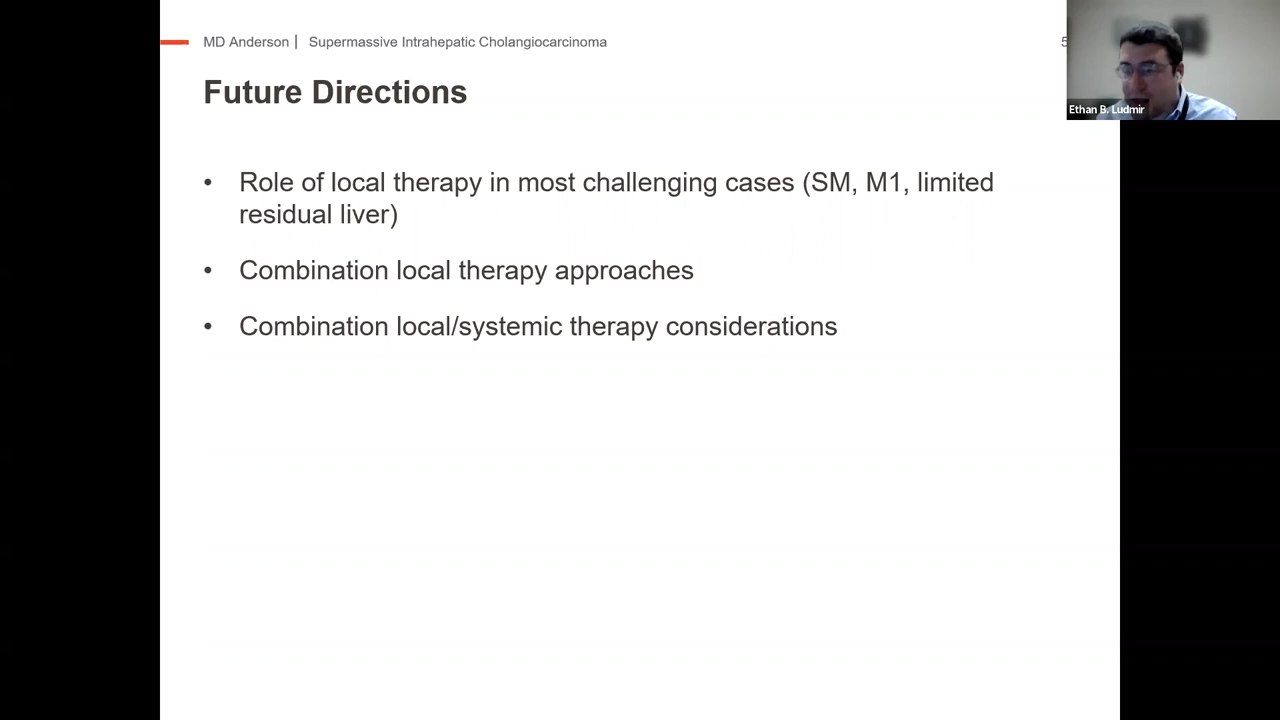 MD Anderson | Supermassive Intrahepatic Cholangiocarcinoma
5
Ethan B. Ludmir
Future Directions
• Role of local therapy in most challenging cases (SM, M1, limited
residual liver)
• Combination local therapy approaches
• Combination local/systemic therapy considerations